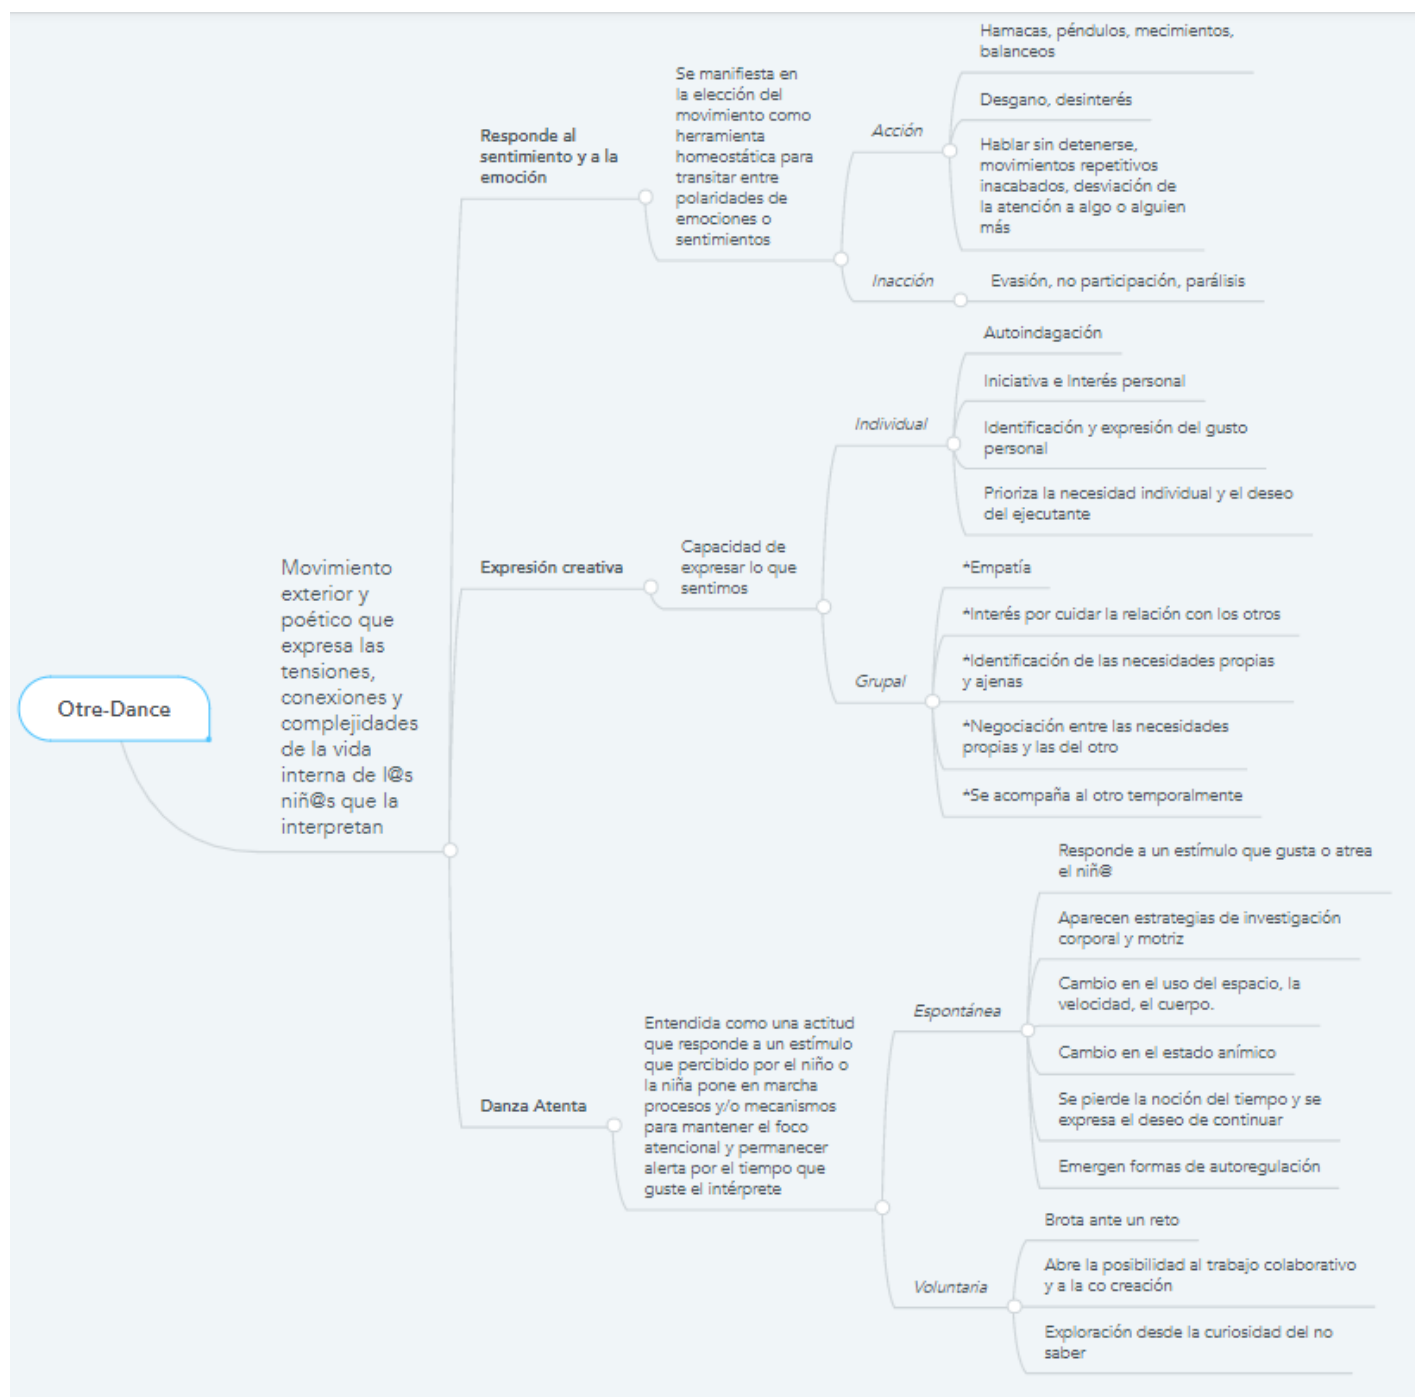 Otre-Dance
Movimiento
exterior y
poético que
expresa las
tensiones,
conexiones y
complejidades
de la vida
interna de l@s
niñ@s que la
interpretan
Responde al
sentimiento y a la
emoción
Se manifiesta en
la elección del
movimiento como
herramienta
homeostática para
transitar entre
polaridades de
emociones o
sentimientos
Acción
Hamacas, péndulos, mecimientos,
balanceos
Desgano, desinterés
Hablar sin detenerse,
movimientos repetitivos
inacabados, desviación de
la atención a algo o alguien
más
Inacción
Evasión, no participación, parálisis
Expresión creativa
Capacidad de
expresar lo que
sentimos
Individual
Autoindagación
Iniciativa e Interés personal
Identificación y expresión del gusto
personal
Prioriza la necesidad individual y el deseo
del ejecutante
Grupal
*Empatía
*Interés por cuidar la relación con los otros
*Identificación de las necesidades propias
y ajenas
*Negociación entre las necesidades
propias y las del otro
*Se acompaña al otro temporalmente
Danza Atenta
Entendida como una actitud
que responde a un estímulo
que percibido por el niño o
la niña pone en marcha
procesos y/o mecanismos
para mantener el foco
atencional y permanecer
alerta por el tiempo que
guste el intérprete
Espontánea
Responde a un estímulo que gusta o atrea
el niñ@
Aparecen estrategias de investigación
corporal y motriz
Cambio en el uso del espacio, la
velocidad, el cuerpo.
Cambio en el estado anímico
Se pierde la noción del tiempo y se
expresa el deseo de continuar
Emergen formas de autoregulación
Voluntaria
Brota ante un reto
Abre la posibilidad al trabajo colaborativo
y a la co creación
Exploración desde la curiosidad del no
saber